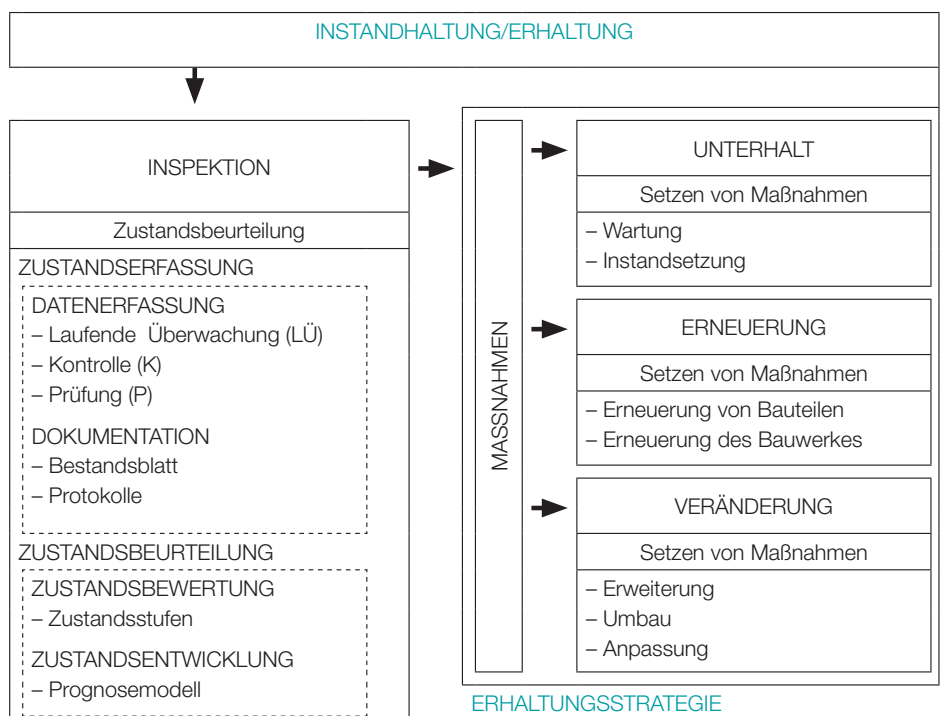 INSTANDHALTUNG/ERHALTUNG
INSPEKTION
Zustandsbeurteilung
ZUSTANDSERFASSUNG
DATENERFASSUNG
– Laufende Überwachung (LÜ)
– Kontrolle (K)
– Prüfung (P)
DOKUMENTATION
– Bestandsblatt
– Protokolle
ZUSTANDSBEURTEILUNG
ZUSTANDSBEWERTUNG
– Zustandsstufen
ZUSTANDSENTWICKLUNG
– Prognosemodell
MASSNAHMEN
UNTERHALT
Setzen von Maßnahmen
– Wartung
– Instandsetzung
ERNEUERUNG
Setzen von Maßnahmen
– Erneuerung von Bauteilen
– Erneuerung des Bauwerkes
VERÄNDERUNG
Setzen von Maßnahmen
– Erweiterung
– Umbau
– Anpassung
ERHALTUNGSSTRATEGIE